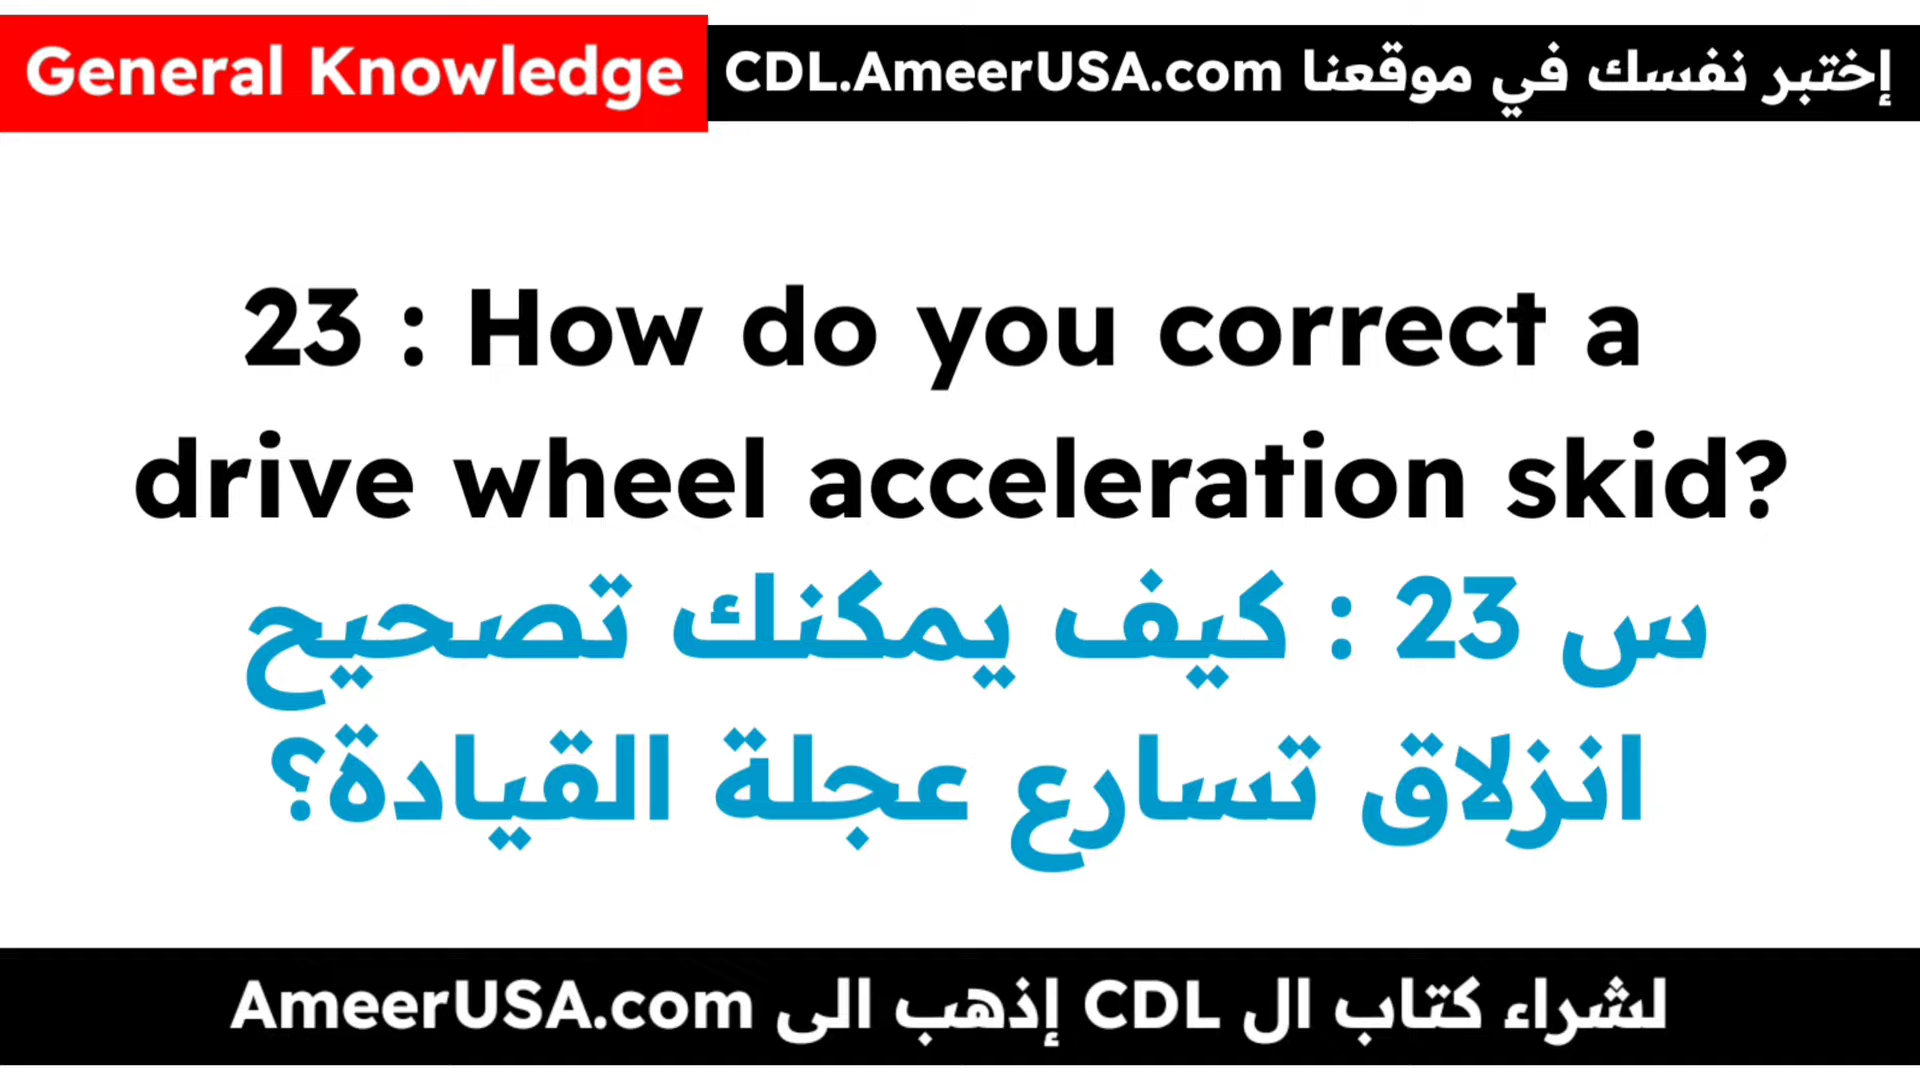 General Knowledge
إختبر نفسك في موقعنا CDL.AmeerUSA.com
23 : How do you correct a
drive wheel acceleration skid?
س 23 : كيف يمكنك تصحيح
انزلاق تسارع عجلة القيادة؟
لشراء كتاب ال CDL إذهب الى AmeerUSA.com